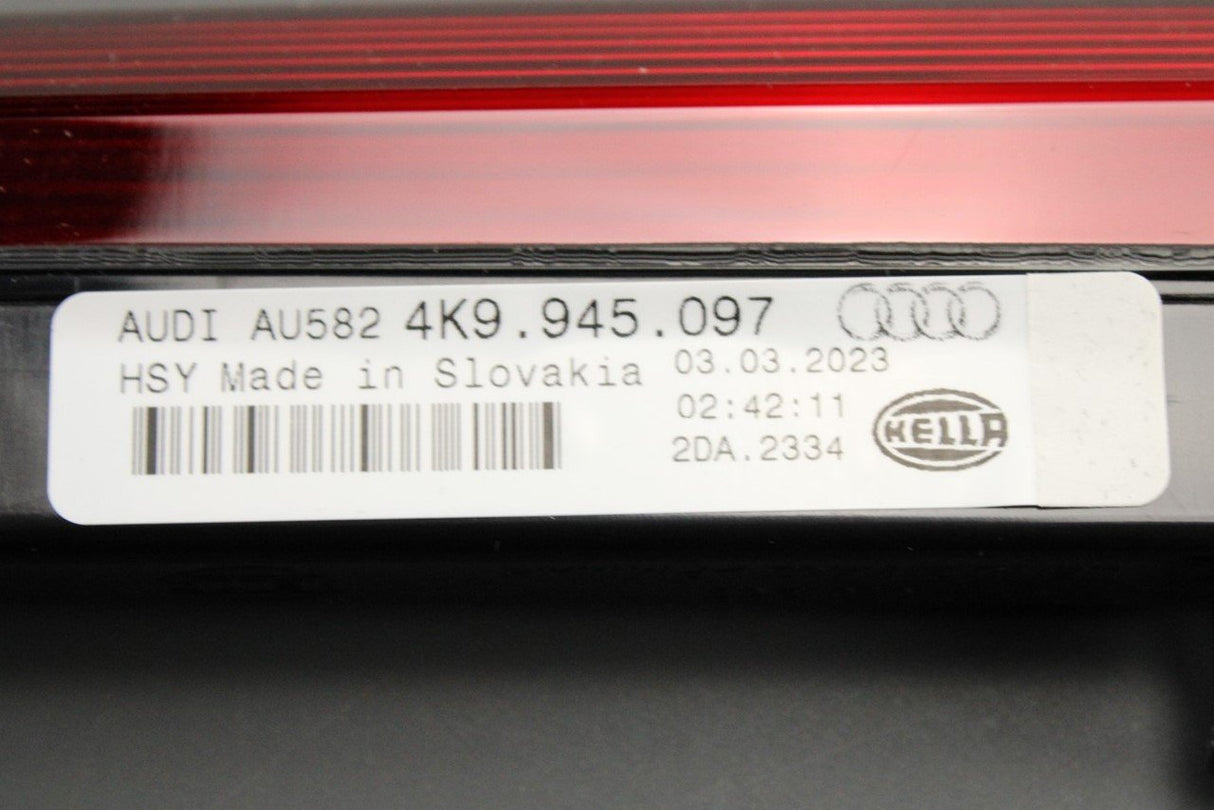 AUDI AU582 4K9.945.097
HSY Made in Slovakia 03.03.2023
02:42:11
2DA.2334
HELLA